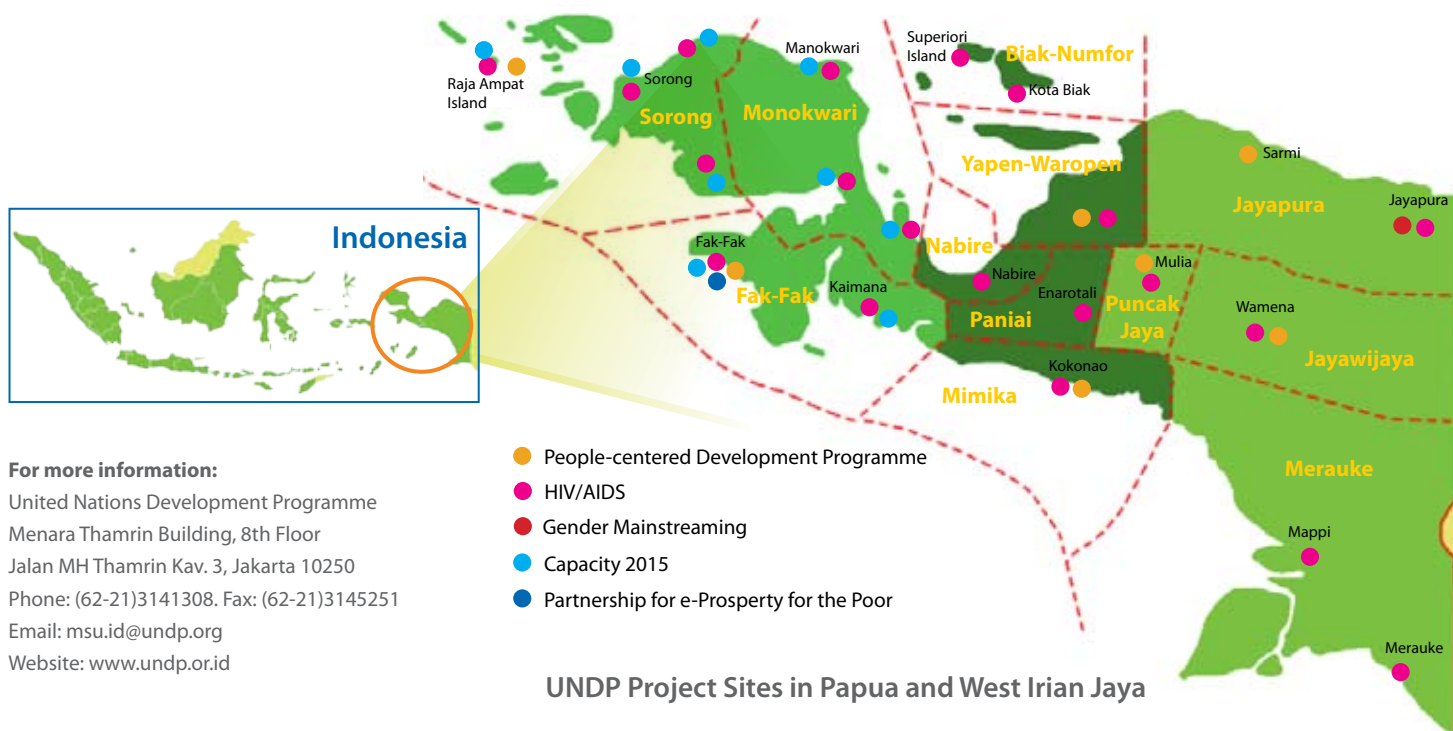 Superiori
Island
Biak-Numfor
Manokwari
Raja Ampat
Island
Sorong
Kota Biak
Sorong
Monokwari
Yapen-Waropen
Sarmi
Jayapura
Jayapura
Indonesia
Fak-Fak
Nabire
Nabire
Mulia
Fak-Fak
Kaimana
Enarotali
Puncak
Jaya
Paniai
Wamena
Jayawijaya
Kokonao
Mimika
Merauke
Mappi
Merauke
People-centered Development Programme
HIV/AIDS
Gender Mainstreaming
Capacity 2015
Partnership for e-Prosperty for the Poor
For more information:
United Nations Development Programme
Menara Thamrin Building, 8th Floor
Jalan MH Thamrin Kav. 3, Jakarta 10250
Phone: (62-21)3141308. Fax: (62-21)3145251
Email: msu.id@undp.org
Website: www.undp.or.id
UNDP Project Sites in Papua and West Irian Jaya